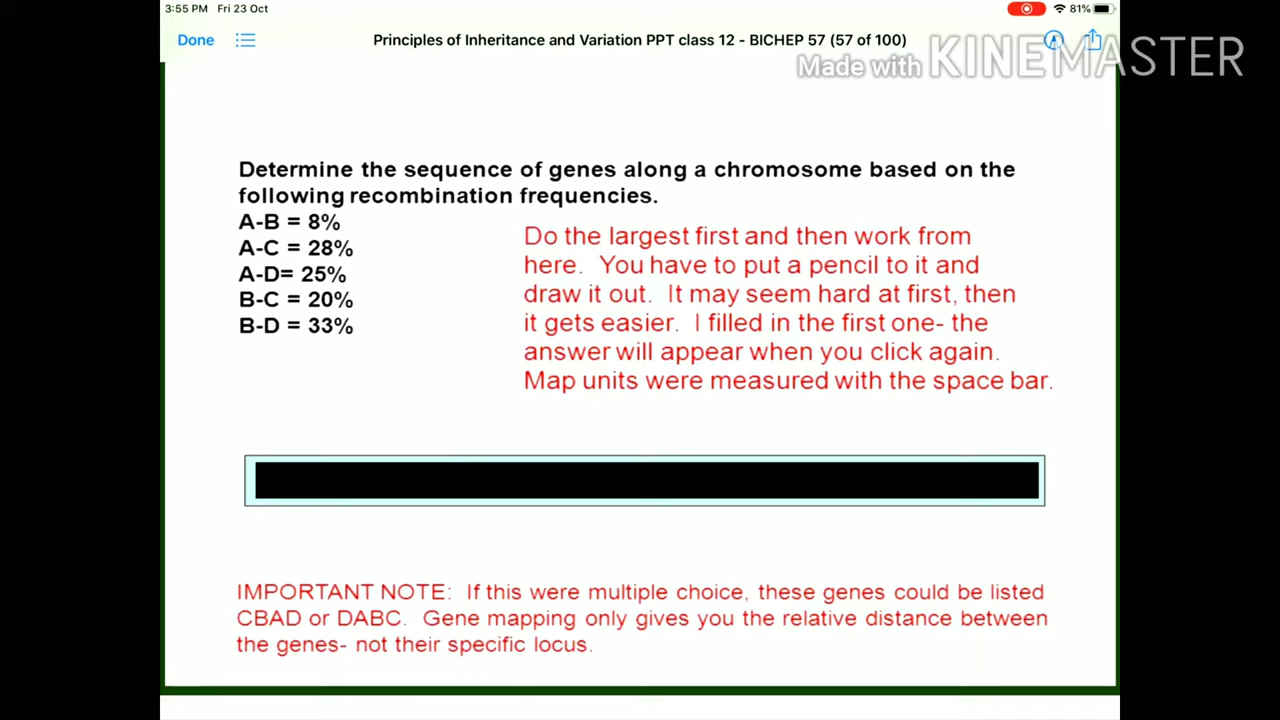 3:55 PM Fri 23 Oct
81%
Done
Principles of Inheritance and Variation PPT class 12 - BICHEP 57 (57 of 100)
Made with KINEMASTER
Determine the sequence of genes along a chromosome based on the
following recombination frequencies.
A-B = 8%
A-C = 28%
A-D= 25%
B-C = 20%
B-D = 33%
Do the largest first and then work from
here. You have to put a pencil to it and
draw it out. It may seem hard at first, then
it gets easier. I filled in the first one- the
answer will appear when you click again.
Map units were measured with the space bar.
IMPORTANT NOTE: If this were multiple choice, these genes could be listed
CBAD or DABC. Gene mapping only gives you the relative distance between
the genes- not their specific locus.